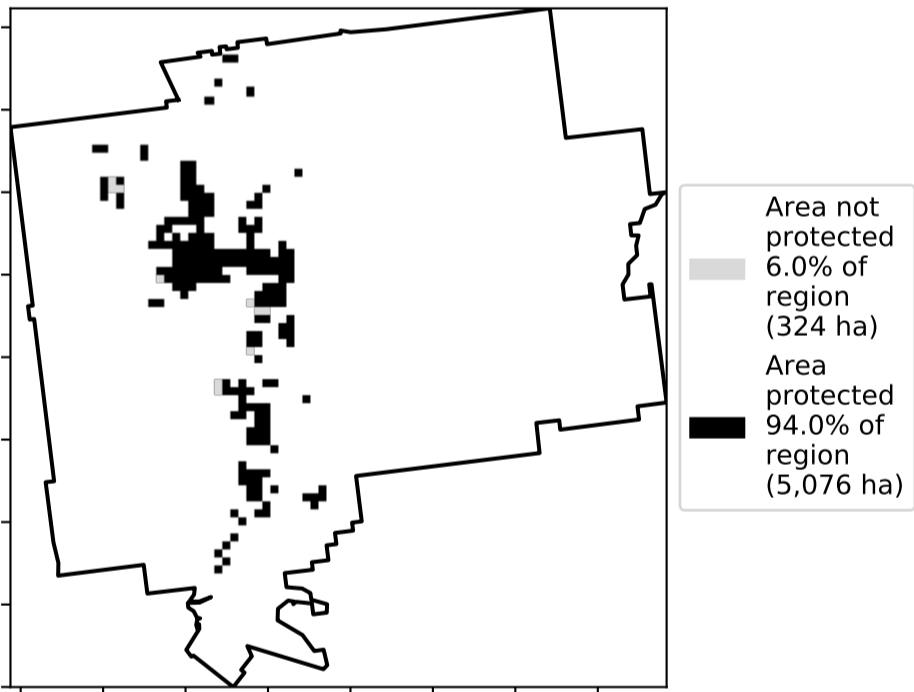 Area not
protected
6.0% of
region
(324 ha)
Area
protected
94.0% of
region
(5,076 ha)